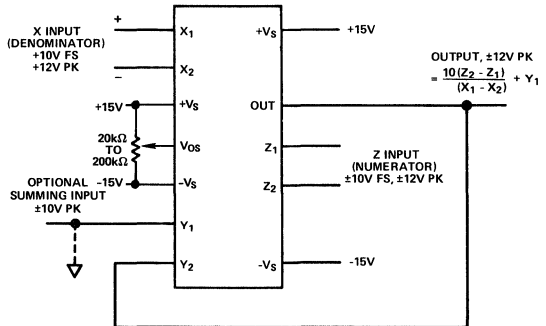 X INPUT
(DENOMINATOR)
+10V FS
+12V PK
+
–
X1
X2
+15V
+VS
20kΩ
TO
200kΩ
VOS
-15V
-VS
OPTIONAL
SUMMING INPUT
±10V PK
Y1
Y2
+VS
+15V
OUT
OUTPUT, ±12V PK
= 10(Z2 - Z1) / (X1 - X2) + Y1
Z1
Z2
Z INPUT
(NUMERATOR)
±10V FS, ±12V PK
-VS
-15V